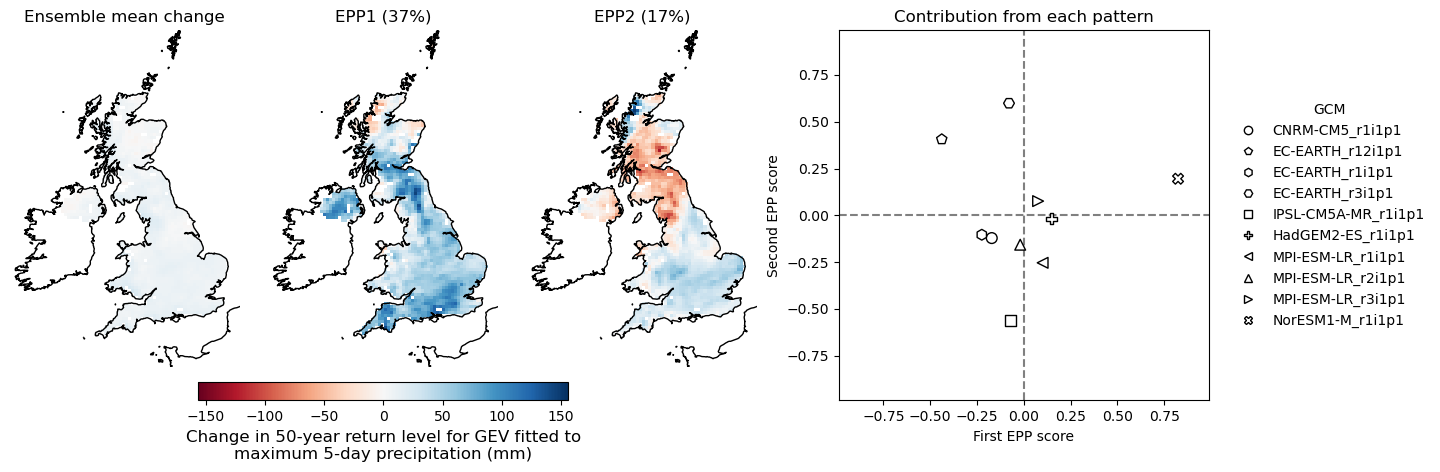 Ensemble mean change
EPP1 (37%)
EPP2 (17%)
Contribution from each pattern
−150 −100 −50 0 50 100 150
Change in 50-year return level for GEV fitted to
maximum 5-day precipitation (mm)
Second EPP score
0.75
0.50
0.25
0.00
−0.25
−0.50
−0.75
−0.75 −0.50 −0.25 0.00 0.25 0.50 0.75
First EPP score
GCM
CNRM-CM5_r1i1p1
EC-EARTH_r12i1p1
EC-EARTH_r1i1p1
EC-EARTH_r3i1p1
IPSL-CM5A-MR_r1i1p1
HadGEM2-ES_r1i1p1
MPI-ESM-LR_r1i1p1
MPI-ESM-LR_r2i1p1
MPI-ESM-LR_r3i1p1
NorESM1-M_r1i1p1